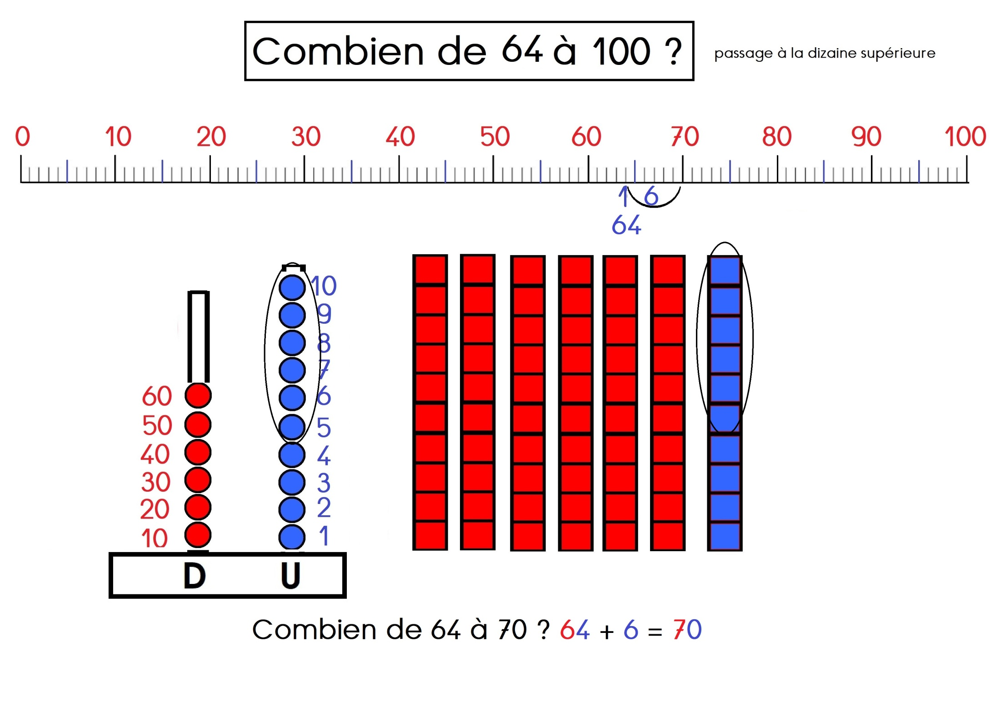 Combien de 64 à 100 ?
passage à la dizaine supérieure
0 10 20 30 40 50 60 70 80 90 100
6
64
10
9
8
7
60 6
50 5
40 4
30 3
20 2
10 1
D U
Combien de 64 à 70 ? 64 + 6 = 70